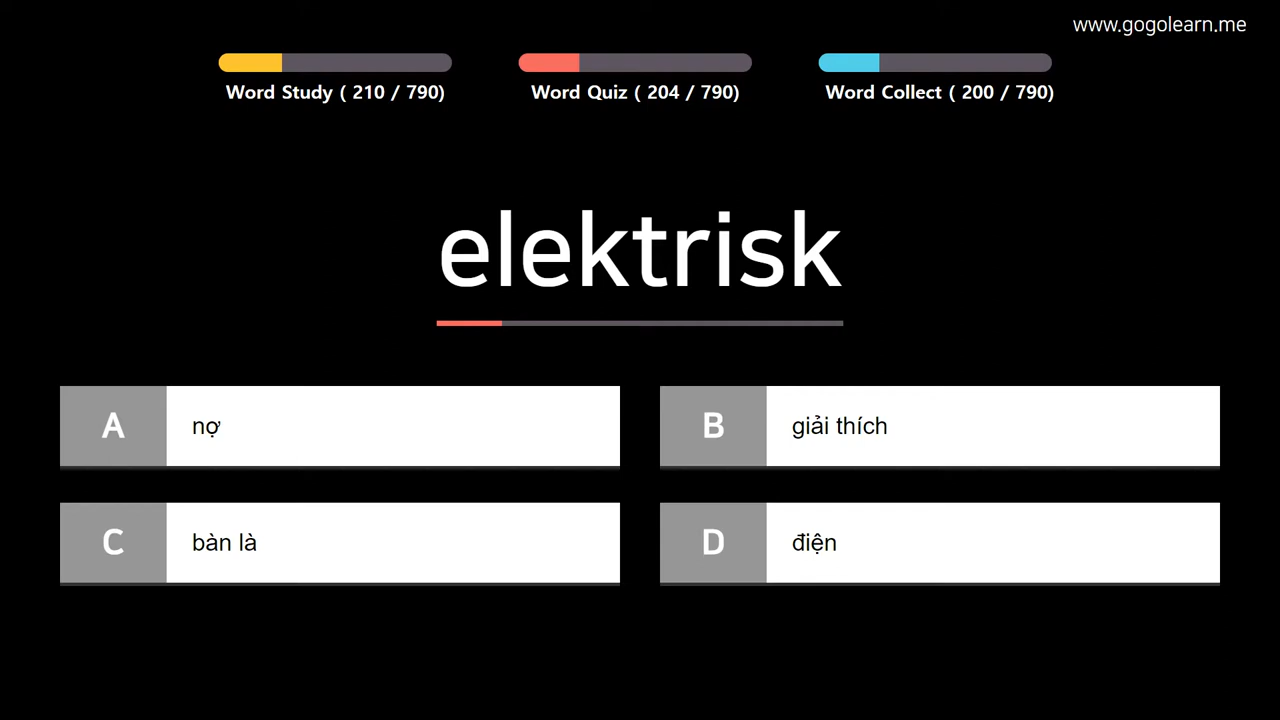 www.gogolearn.me
Word Study ( 210 / 790)
Word Quiz ( 204 / 790)
Word Collect ( 200 / 790)
elektrisk
A
nợ
B
giải thích
C
bàn là
D
điện